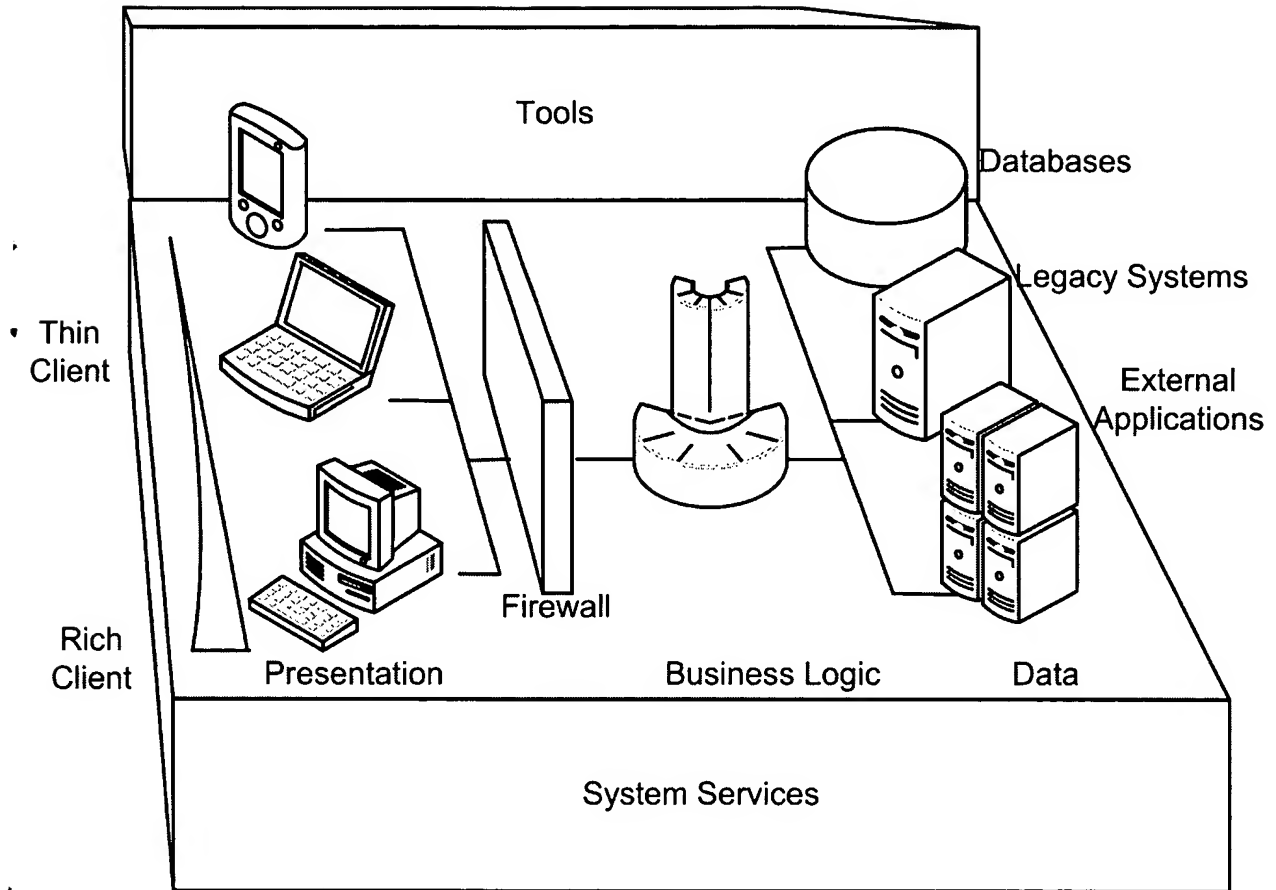 Tools
Databases
Legacy Systems
Thin
Client
External
Applications
Firewall
Rich
Client
Presentation
Business Logic
Data
System Services